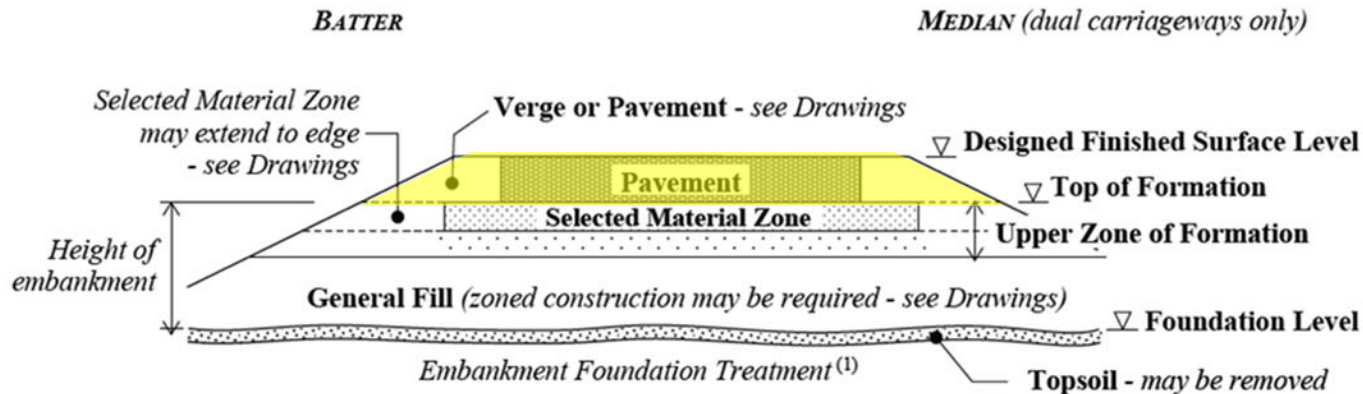 BATTER
MEDIAN (dual carriageways only)
Selected Material Zone
may extend to edge
- see Drawings
Verge or Pavement - see Drawings
Designed Finished Surface Level
Pavement
Top of Formation
Selected Material Zone
Upper Zone of Formation
Height of
embankment
General Fill (zoned construction may be required - see Drawings)
Foundation Level
Embankment Foundation Treatment (1)
Topsoil - may be removed